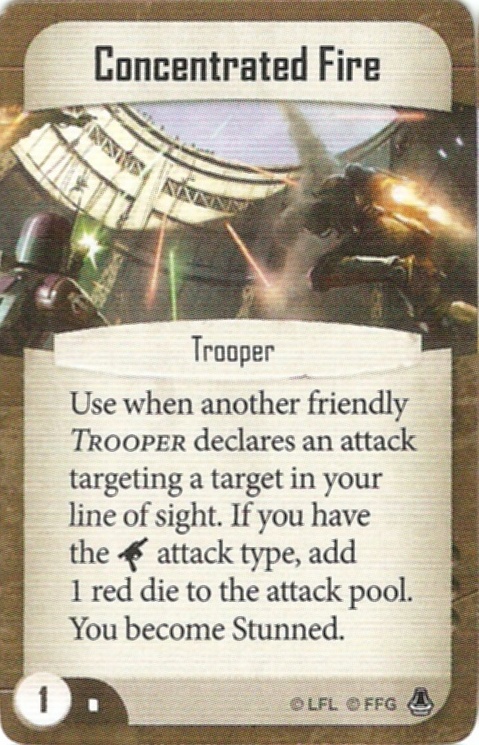 Concentrated Fire
Trooper
Use when another friendly
TROOPER declares an attack
targeting a target in your
line of sight. If you have
the attack type, add
1 red die to the attack pool.
You become Stunned.
1
© LFL © FFG